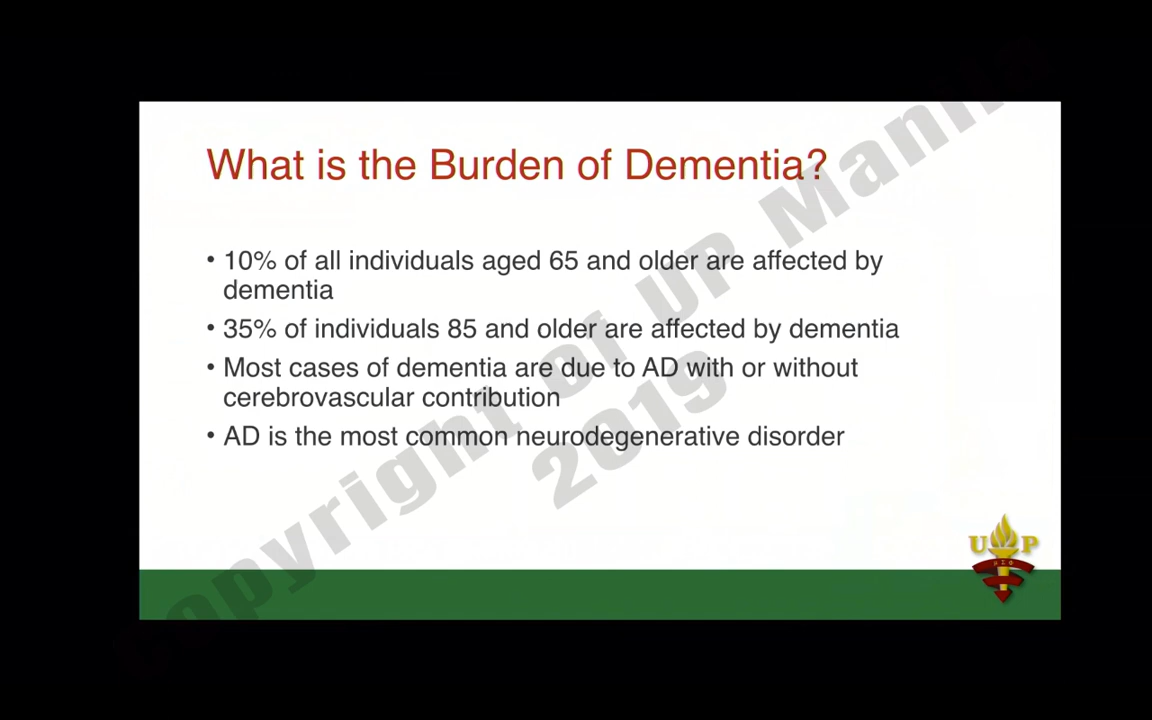 What is the Burden of Dementia?
• 10% of all individuals aged 65 and older are affected by
dementia
• 35% of individuals 85 and older are affected by dementia
• Most cases of dementia are due to AD with or without
cerebrovascular contribution
• AD is the most common neurodegenerative disorder
Copyright of UP Manila
2019
U P